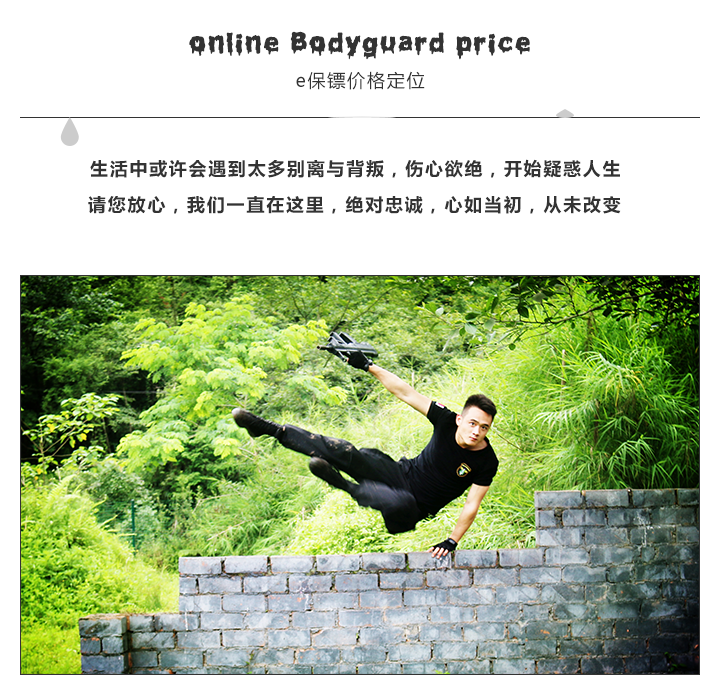 online Bodyguard price
e保镖价格定位
生活中或许会遇到太多别离与背叛，伤心欲绝，开始疑惑人生
请您放心，我们一直在这里，绝对忠诚，心如当初，从未改变